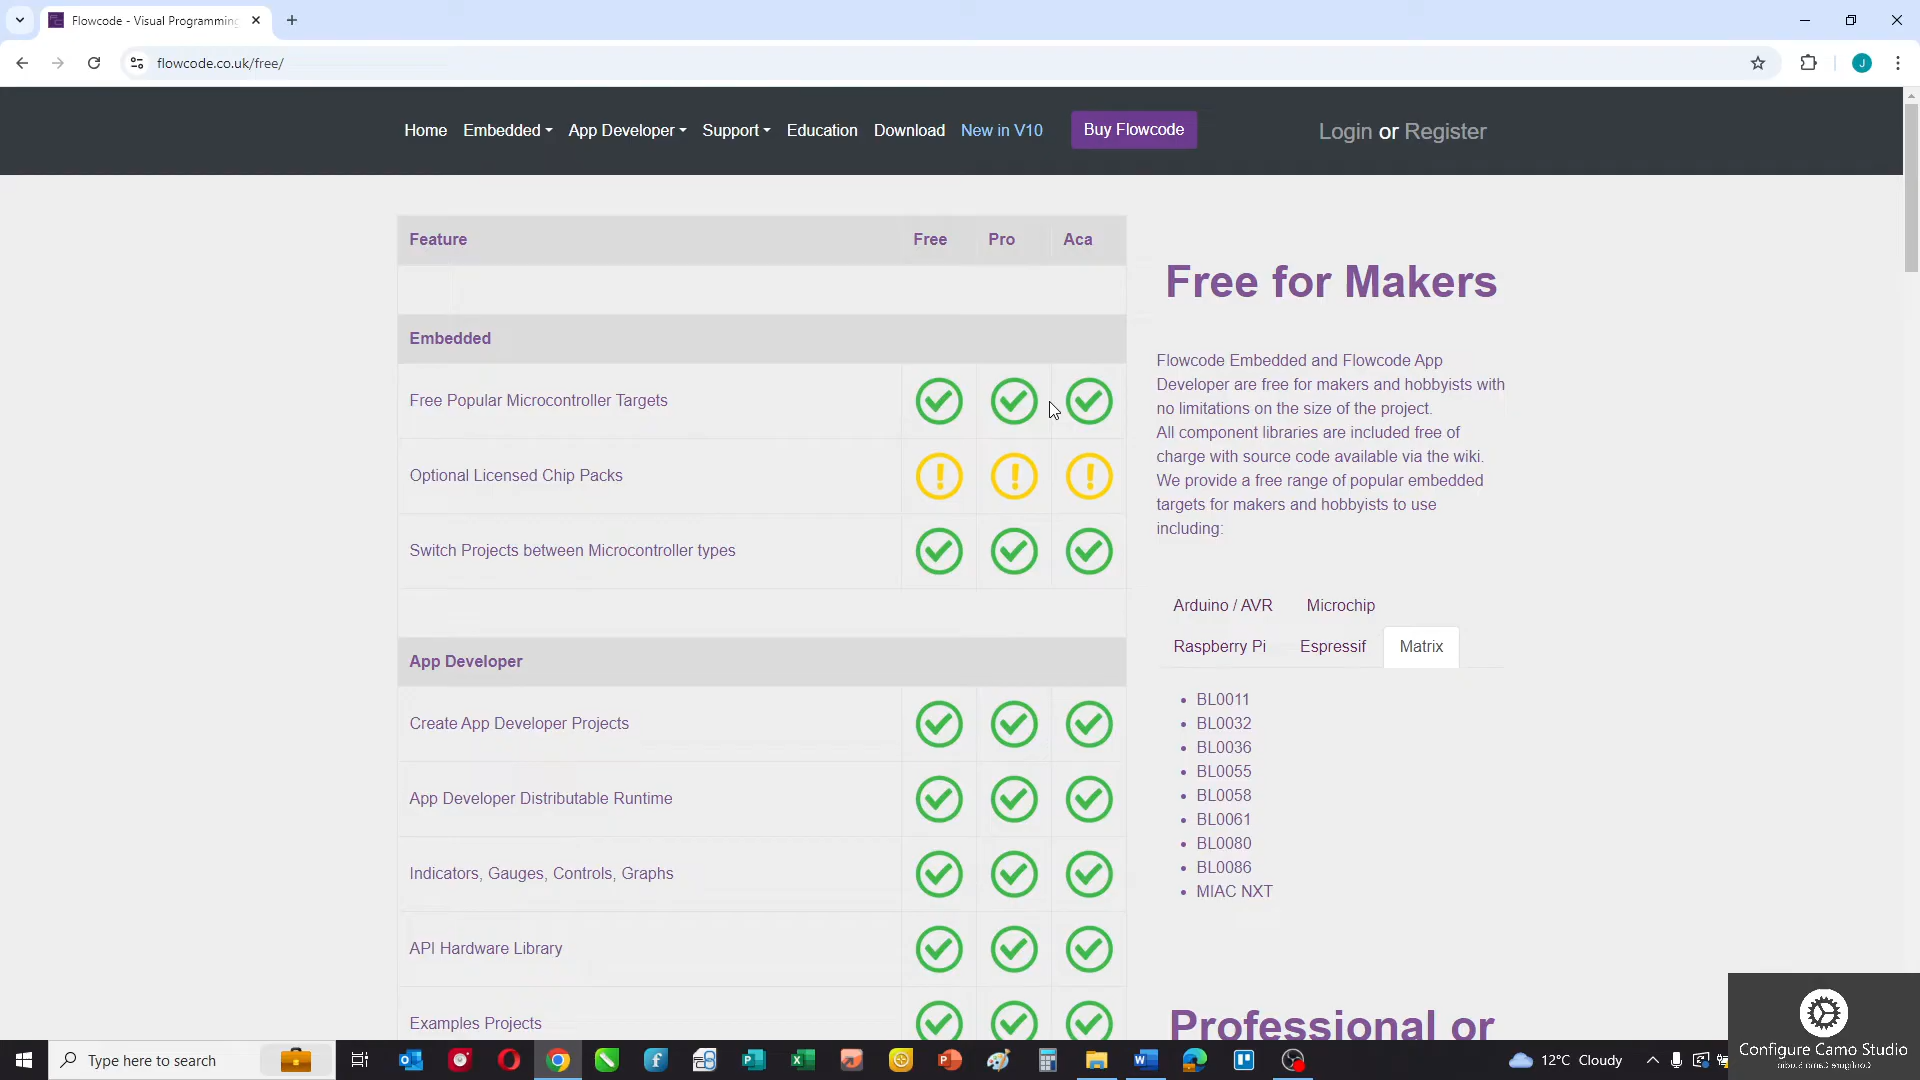 Flowcode - Visual Programming
flowcode.co.uk/free/
J
Home Embedded App Developer Support Education Download New in V10 Buy Flowcode Login or Register
Feature Free Pro Aca
Embedded
Free Popular Microcontroller Targets
Optional Licensed Chip Packs
Switch Projects between Microcontroller types
App Developer
Create App Developer Projects
App Developer Distributable Runtime
Indicators, Gauges, Controls, Graphs
API Hardware Library
Examples Projects
Free for Makers
Flowcode Embedded and Flowcode App
Developer are free for makers and hobbyists with
no limitations on the size of the project.
All component libraries are included free of
charge with source code available via the wiki.
We provide a free range of popular embedded
targets for makers and hobbyists to use
including:
Arduino / AVR Microchip
Raspberry Pi Espressif Matrix
BL0011
BL0032
BL0036
BL0055
BL0058
BL0061
BL0080
BL0086
MIAC NXT
Professional or
Type here to search
12°C Cloudy
Configure Camo Studio